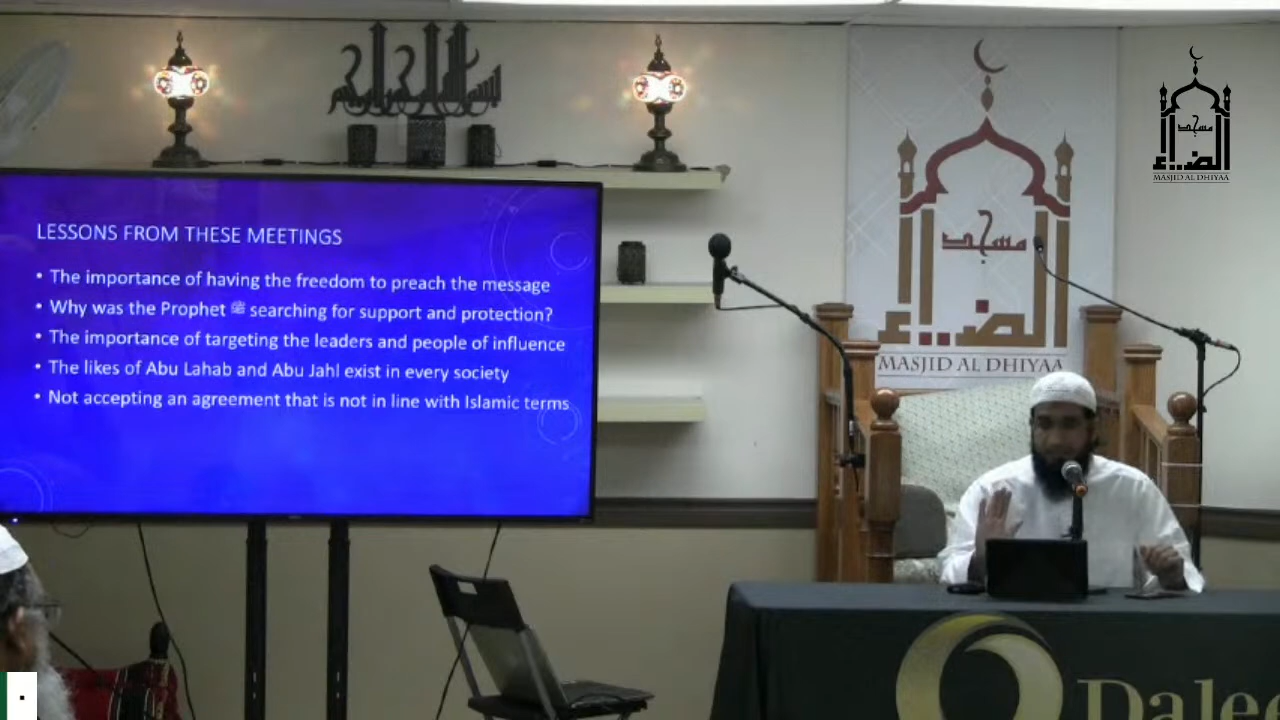 بسم الله الرحمن الرحيم
LESSONS FROM THESE MEETINGS
• The importance of having the freedom to preach the message
• Why was the Prophet ﷺ searching for support and protection?
• The importance of targeting the leaders and people of influence
• The likes of Abu Lahab and Abu Jahl exist in every society
• Not accepting an agreement that is not in line with Islamic terms
مسجد
الضياء
MASJID AL DHIYAA
مسجد
الضياء
MASJID AL DHIYAA
Dalee